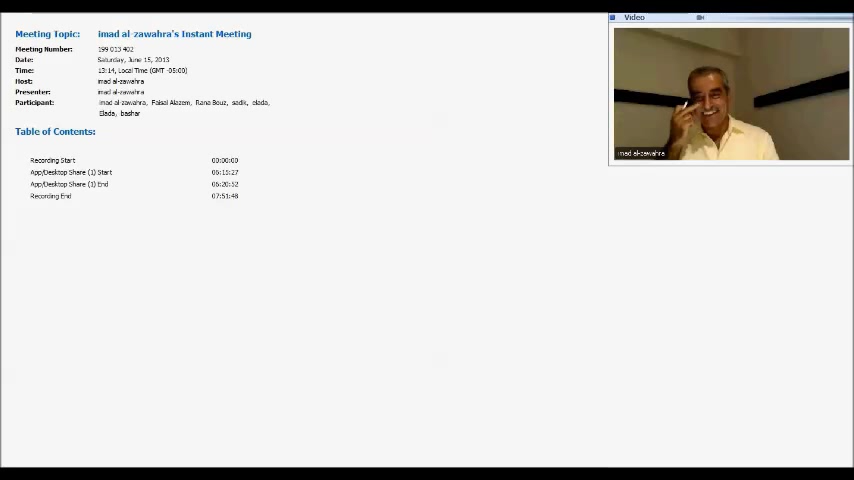 Video
Meeting Topic: imad al-zawahra's Instant Meeting
Meeting Number: 199 013 402
Date: Saturday, June 15, 2013
Time: 13:14, Local Time (GMT -05:00)
Host: imad al-zawahra
Presenter: imad al-zawahra
Participant: imad al-zawahra, Faisal Alazem, Rana Bouz, sadik, elada,
Elada, bashar
Table of Contents:
Recording Start 00:00:00
App/Desktop Share (1) Start 06:15:27
App/Desktop Share (1) End 06:20:52
Recording End 07:51:48
imad al-zawahra